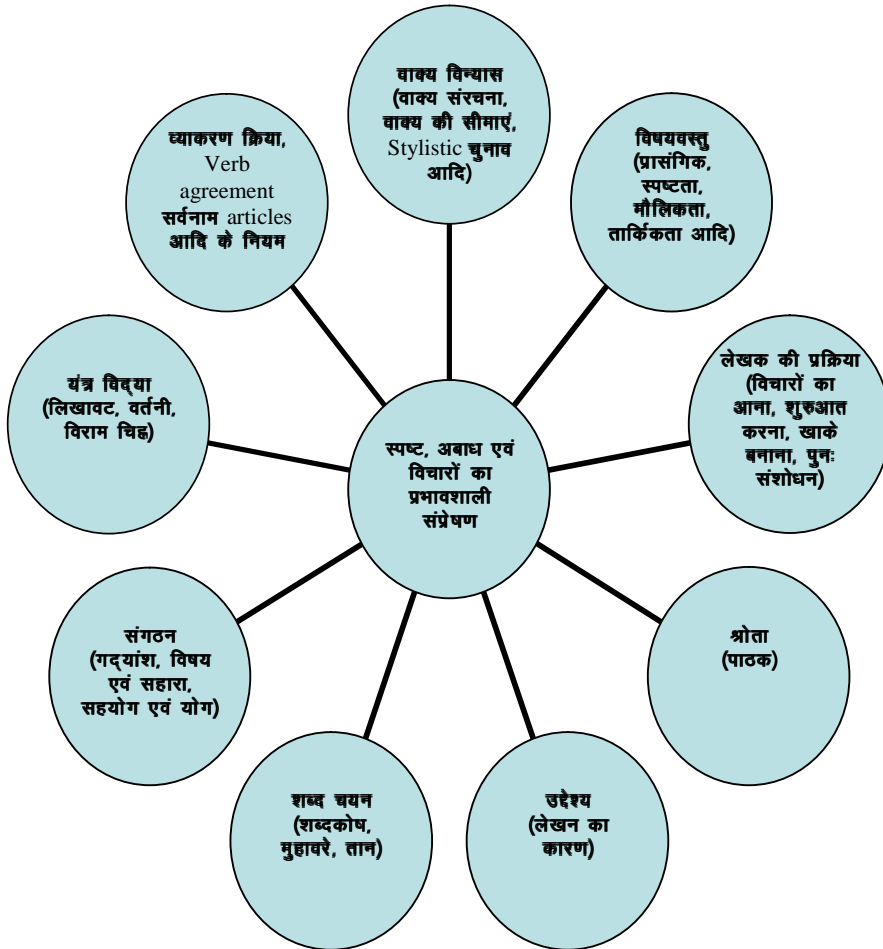 वाक्य विन्यास
(वाक्य संरचना,
वाक्य की सीमाएं,
Stylistic चुनाव
आदि)
विषयवस्तु
(प्रासंगिक,
स्पष्टता,
मौलिकता,
तार्किकता आदि)
लेखक की प्रक्रिया
(विचारों का
आना, शुरुआत
करना, खाके
बनाना, पुनः
संशोधन)
श्रोता
(पाठक)
उद्देश्य
(लेखन का
कारण)
शब्द चयन
(शब्दकोष,
मुहावरे, तान)
संगठन
(गद्यांश, विषय
एवं सहारा,
सहयोग एवं योग)
यंत्र विद्या
(लिखावट, वर्तनी,
विराम चिह्न)
व्याकरण क्रिया,
Verb
agreement
सर्वनाम articles
आदि के नियम
स्पष्ट, अबाध एवं
विचारों का
प्रभावशाली
संप्रेषण